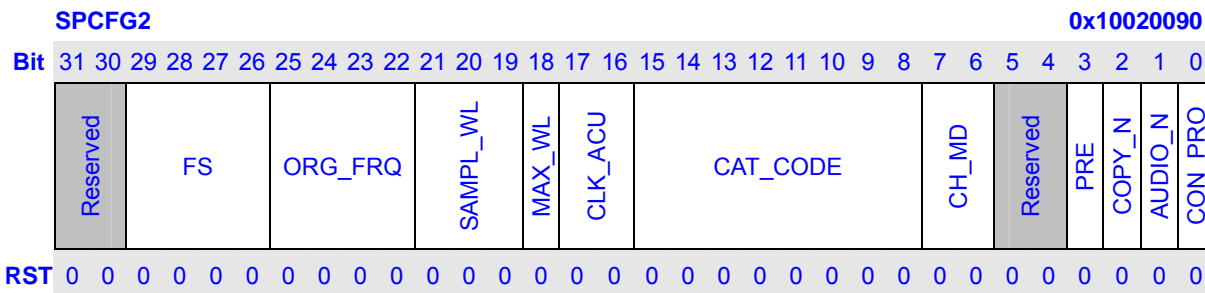 SPCFG2 0x10020090
Bit 31 30 29 28 27 26 25 24 23 22 21 20 19 18 17 16 15 14 13 12 11 10 9 8 7 6 5 4 3 2 1 0
Reserved FS ORG_FRQ SAMPL_WL MAX_WL CLK_ACU CAT_CODE CH_MD Reserved PRE COPY_N AUDIO_N CON_PRO
RST 0 0 0 0 0 0 0 0 0 0 0 0 0 0 0 0 0 0 0 0 0 0 0 0 0 0 0 0 0 0 0 0